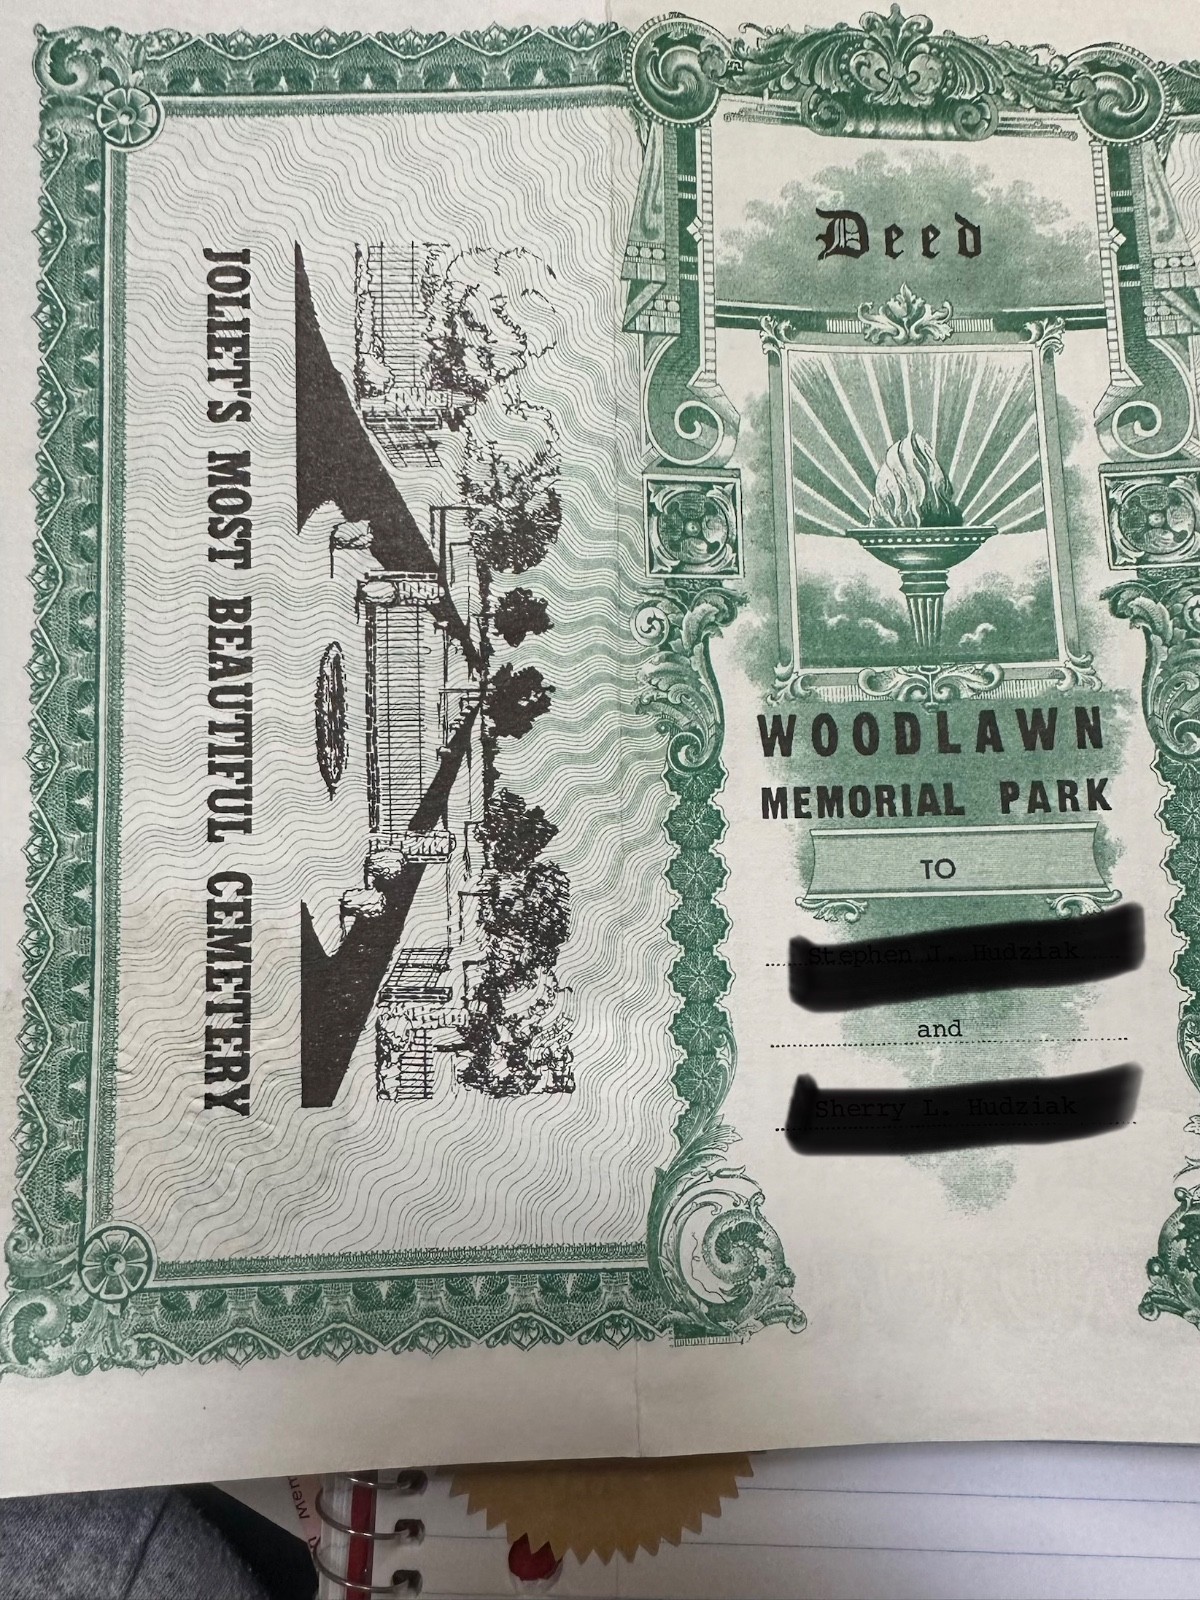 JOLIET'S MOST BEAUTIFUL CEMETERY
Deed
WOODLAWN
MEMORIAL PARK
TO
and